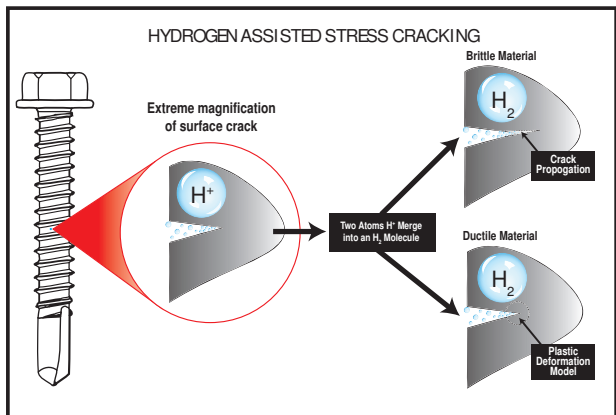 HYDROGEN ASSISTED STRESS CRACKING
Extreme magnification
of surface crack
H+
Two Atoms H+ Merge
into an H2 Molecule
Brittle Material
H2
Crack
Propogation
Ductile Material
H2
Plastic
Deformation
Model